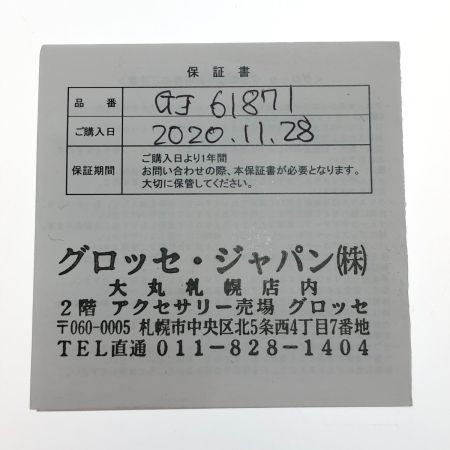 保証書
品番 GJ 61871
ご購入日 2020.11.28
保証期間 ご購入日より1年間
お問い合わせの際、本保証書が必要となります。
大切に保管してください。
グロッセ・ジャパン㈱
大丸札幌店内
2階 アクセサリー売場 グロッセ
〒060-0005 札幌市中央区北5条西4丁目7番地
TEL直通 011-828-1404